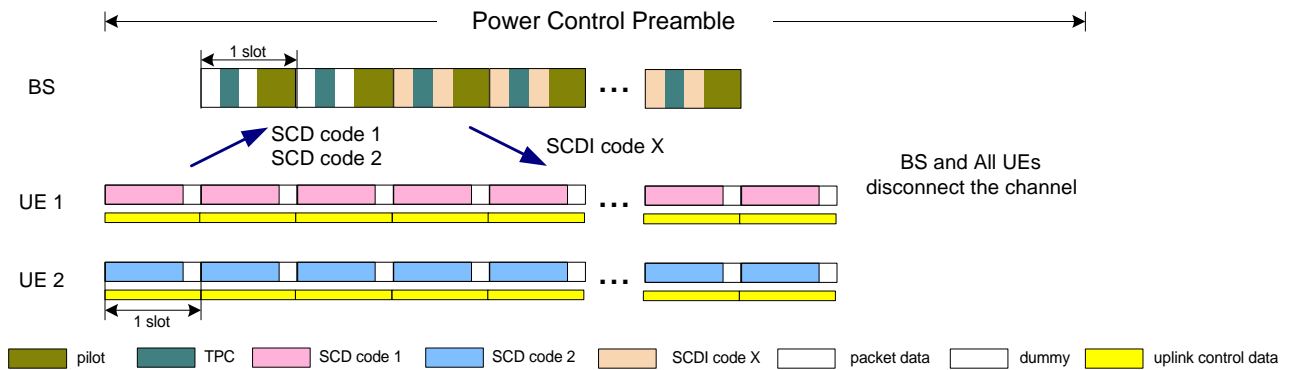 Power Control Preamble
1 slot
BS
...
SCD code 1
SCD code 2
SCDI code X
BS and All UEs
disconnect the channel
UE 1
...
UE 2
...
1 slot
pilot
TPC
SCD code 1
SCD code 2
SCDI code X
packet data
dummy
uplink control data